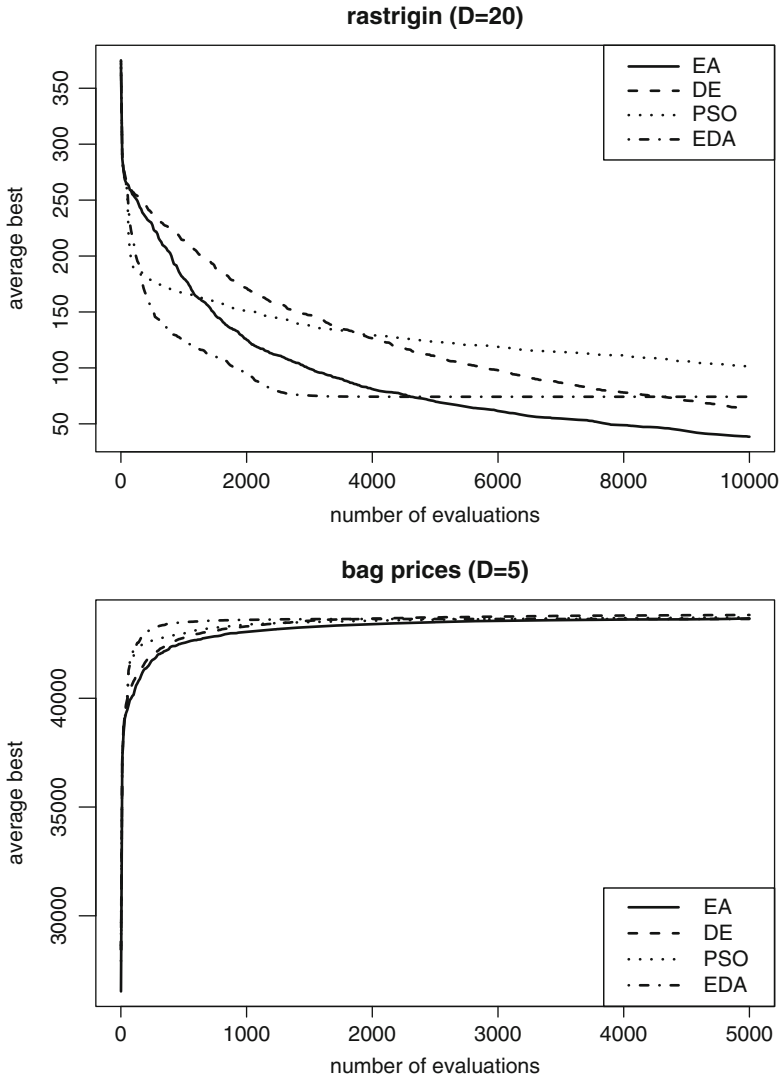 rastrigin (D=20)
350
300
250
200
150
100
50
average best
EA
DE
PSO
EDA
0 2000 4000 6000 8000 10000
number of evaluations
bag prices (D=5)
40000
35000
30000
average best
EA
DE
PSO
EDA
0 1000 2000 3000 4000 5000
number of evaluations